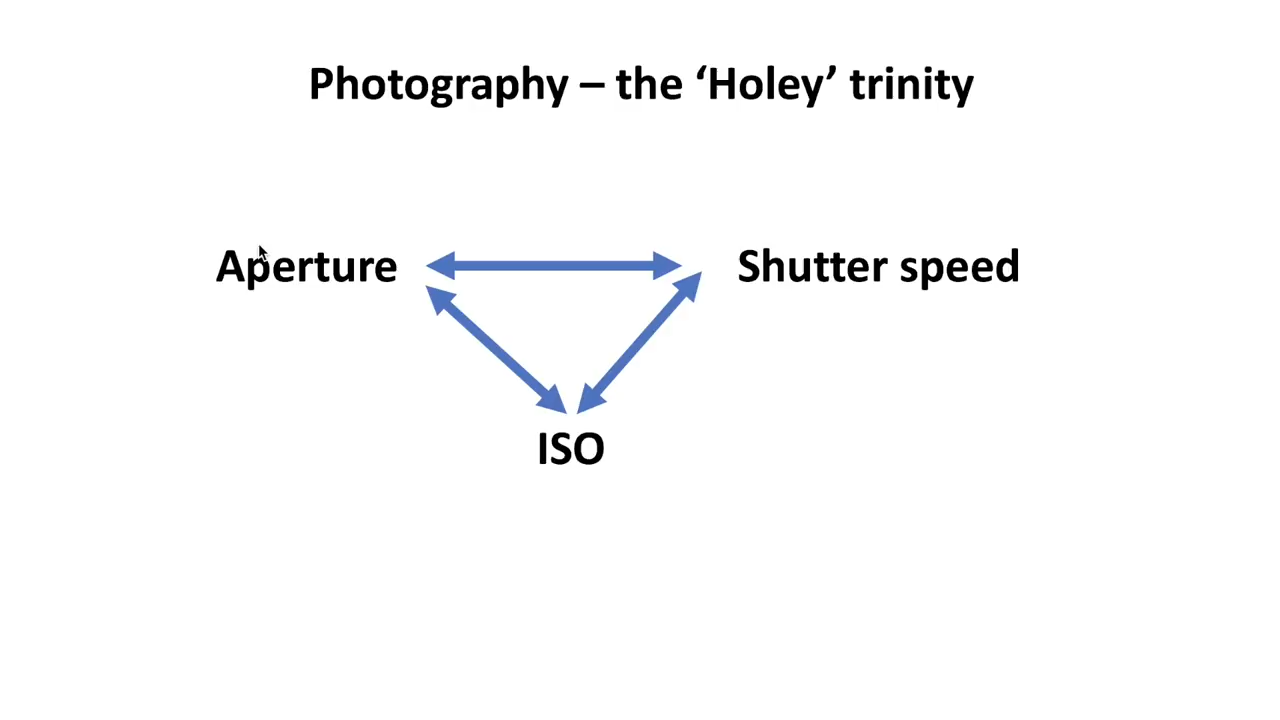 Photography – the ‘Holey’ trinity
Aperture
Shutter speed
ISO